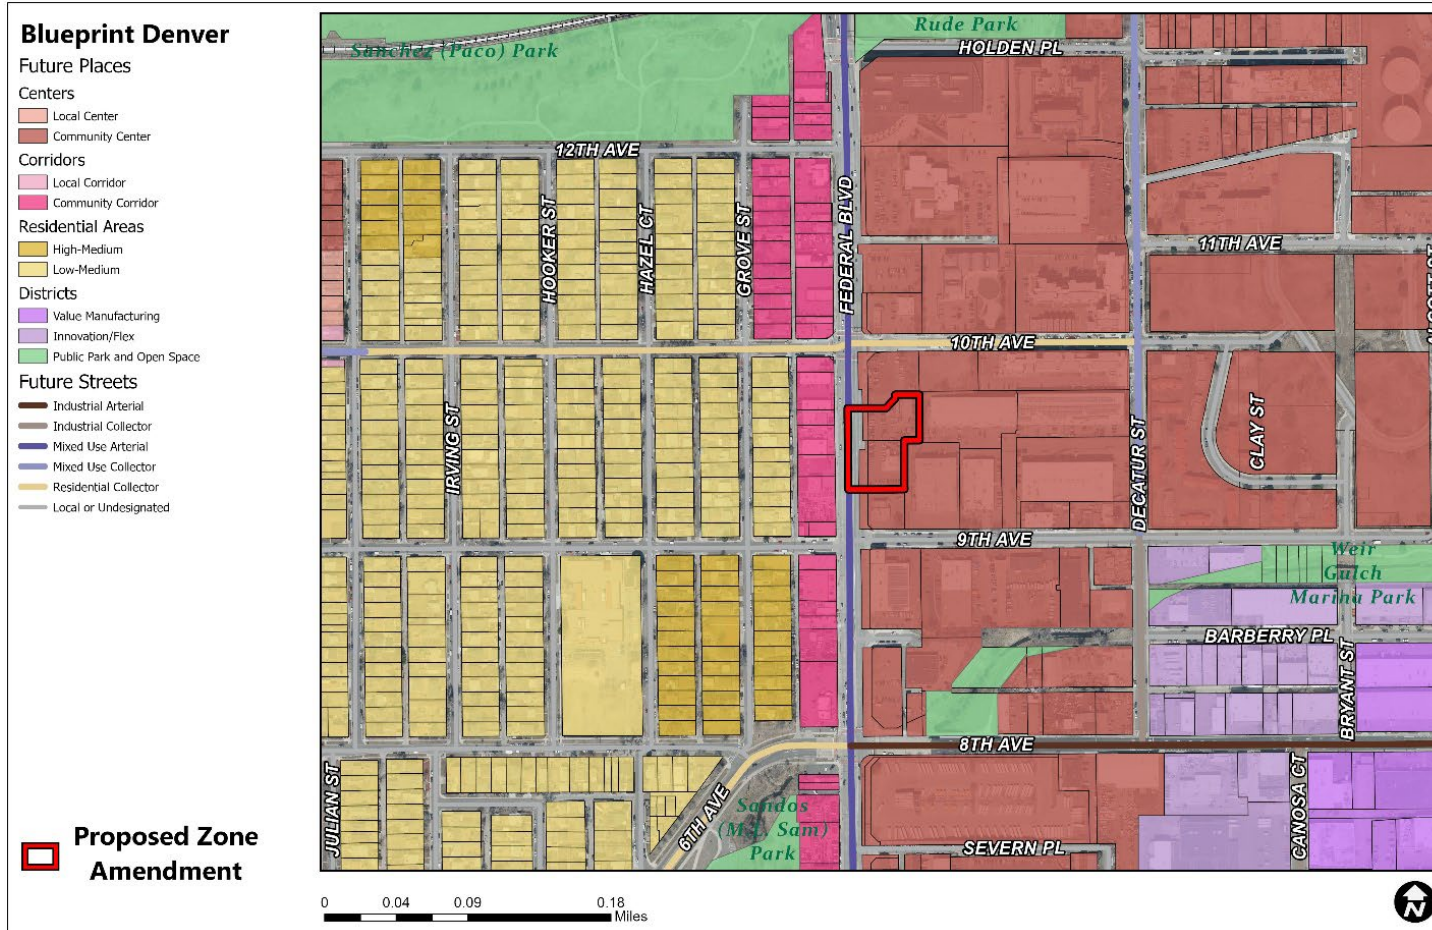 Blueprint Denver
Future Places
Centers
Local Center
Community Center
Corridors
Local Corridor
Community Corridor
Residential Areas
High-Medium
Low-Medium
Districts
Value Manufacturing
Innovation/Flex
Public Park and Open Space
Future Streets
Industrial Arterial
Industrial Collector
Mixed Use Arterial
Mixed Use Collector
Residential Collector
Local or Undesignated
Proposed Zone
Amendment
Sanchez (Paco) Park
Rude Park
HOLDEN PL
12TH AVE
FEDERAL BLVD
HOOKER ST
HAZEL CT
GROVE ST
11TH AVE
10TH AVE
IRVING ST
DECATUR ST
CLAY ST
9TH AVE
Weir
Gulch
Marina Park
BARBERRY PL
BRYANT ST
8TH AVE
JULIAN ST
6TH AVE
Sandos
(M.L. Sam)
Park
SEVERN PL
CANOSA CT
0 0.04 0.09 0.18
Miles
N